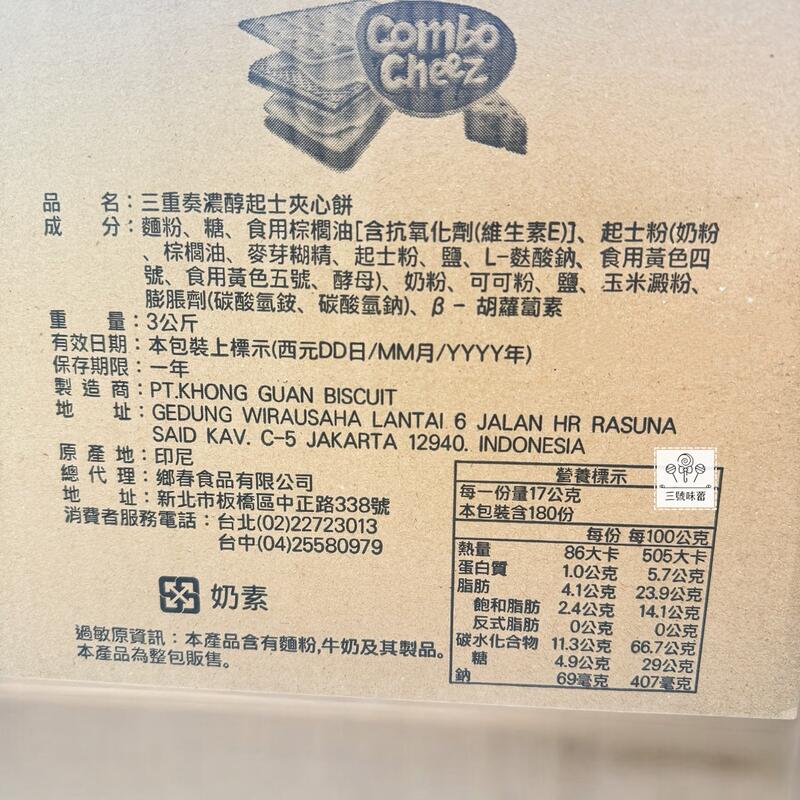 Combo
Cheez
品　　名：三重奏濃醇起士夾心餅
成　　分：麵粉、糖、食用棕櫚油[含抗氧化劑(維生素E)]、起士粉(奶粉
、棕櫚油、麥芽糊精、起士粉、鹽、L-麩酸鈉、食用黃色四
號、食用黃色五號、酵母)、奶粉、可可粉、鹽、玉米澱粉、
膨脹劑(碳酸氫銨、碳酸氫鈉)、β - 胡蘿蔔素
重　　量：3公斤
有效日期：本包裝上標示(西元DD日/MM月/YYYY年)
保存期限：一年
製 造 商：PT.KHONG GUAN BISCUIT
地　　址：GEDUNG WIRAUSAHA LANTAI 6 JALAN HR RASUNA
SAID KAV. C-5 JAKARTA 12940. INDONESIA
原 產 地：印尼
總 代 理：鄉春食品有限公司
地　　址：新北市板橋區中正路338號
消費者服務電話：台北(02)22723013
台中(04)25580979
奶素
過敏原資訊：本產品含有麵粉,牛奶及其製品。
本產品為整包販售。
三號味蕾
營養標示
每一份量17公克
本包裝含180份
每份 每100公克
熱量 86大卡 505大卡
蛋白質 1.0公克 5.7公克
脂肪 4.1公克 23.9公克
飽和脂肪 2.4公克 14.1公克
反式脂肪 0公克 0公克
碳水化合物 11.3公克 66.7公克
糖 4.9公克 29公克
鈉 69毫克 407毫克